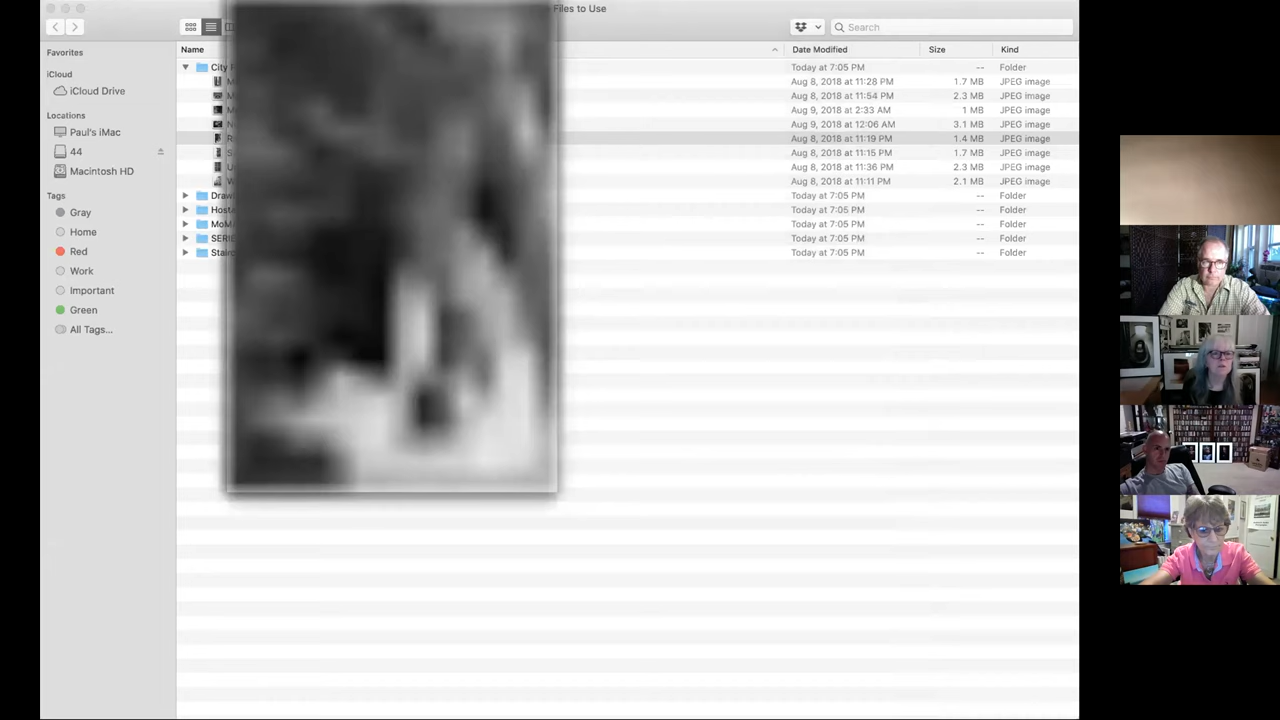 Files to Use
Search
Favorites
iCloud
iCloud Drive
Locations
Paul's iMac
44
Macintosh HD
Tags
Gray
Home
Red
Work
Important
Green
All Tags...
Name Date Modified Size Kind
City Today at 7:05 PM -- Folder
Aug 8, 2018 at 11:28 PM 1.7 MB JPEG image
Aug 8, 2018 at 11:54 PM 2.3 MB JPEG image
Aug 9, 2018 at 2:33 AM 1 MB JPEG image
Aug 9, 2018 at 12:06 AM 3.1 MB JPEG image
Aug 8, 2018 at 11:19 PM 1.4 MB JPEG image
Aug 8, 2018 at 11:15 PM 1.7 MB JPEG image
Aug 8, 2018 at 11:36 PM 2.3 MB JPEG image
Aug 8, 2018 at 11:11 PM 2.1 MB JPEG image
Today at 7:05 PM -- Folder
Today at 7:05 PM -- Folder
Today at 7:05 PM -- Folder
Today at 7:05 PM -- Folder
Today at 7:05 PM -- Folder